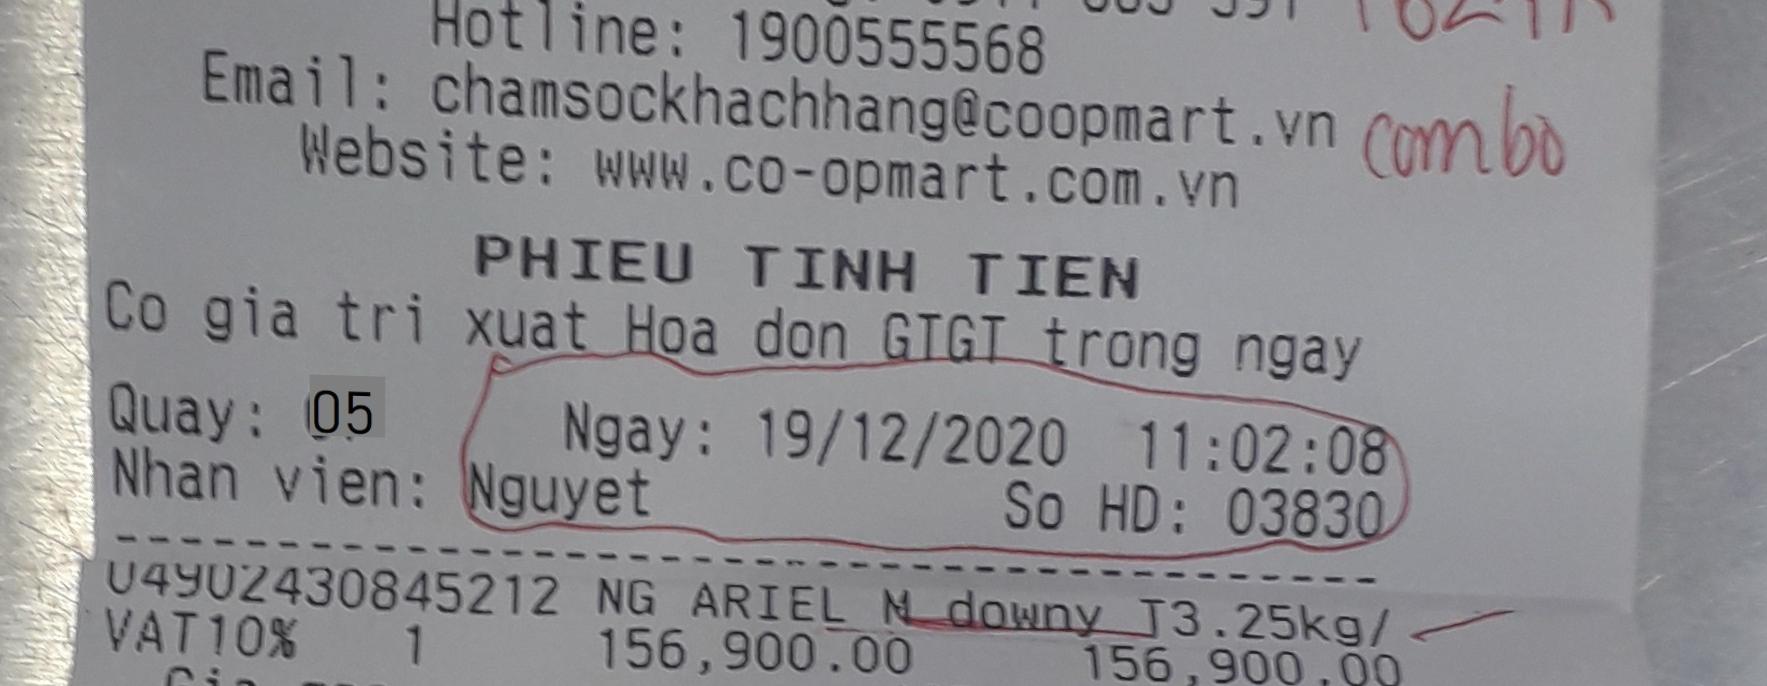 Hotline: 1900555568
Email: chamsockhachhang@coopmart.vn combo
Website: www.co-opmart.com.vn
PHIEU TINH TIEN
Co gia tri xuat Hoa don GTGT trong ngay
Quay: 05 Ngay: 19/12/2020 11:02:08
Nhan vien: Nguyet So HD: 03830
04902430845212 NG ARIEL M downy T3.25kg/
VAT10% 1 156,900.00 156,900.00